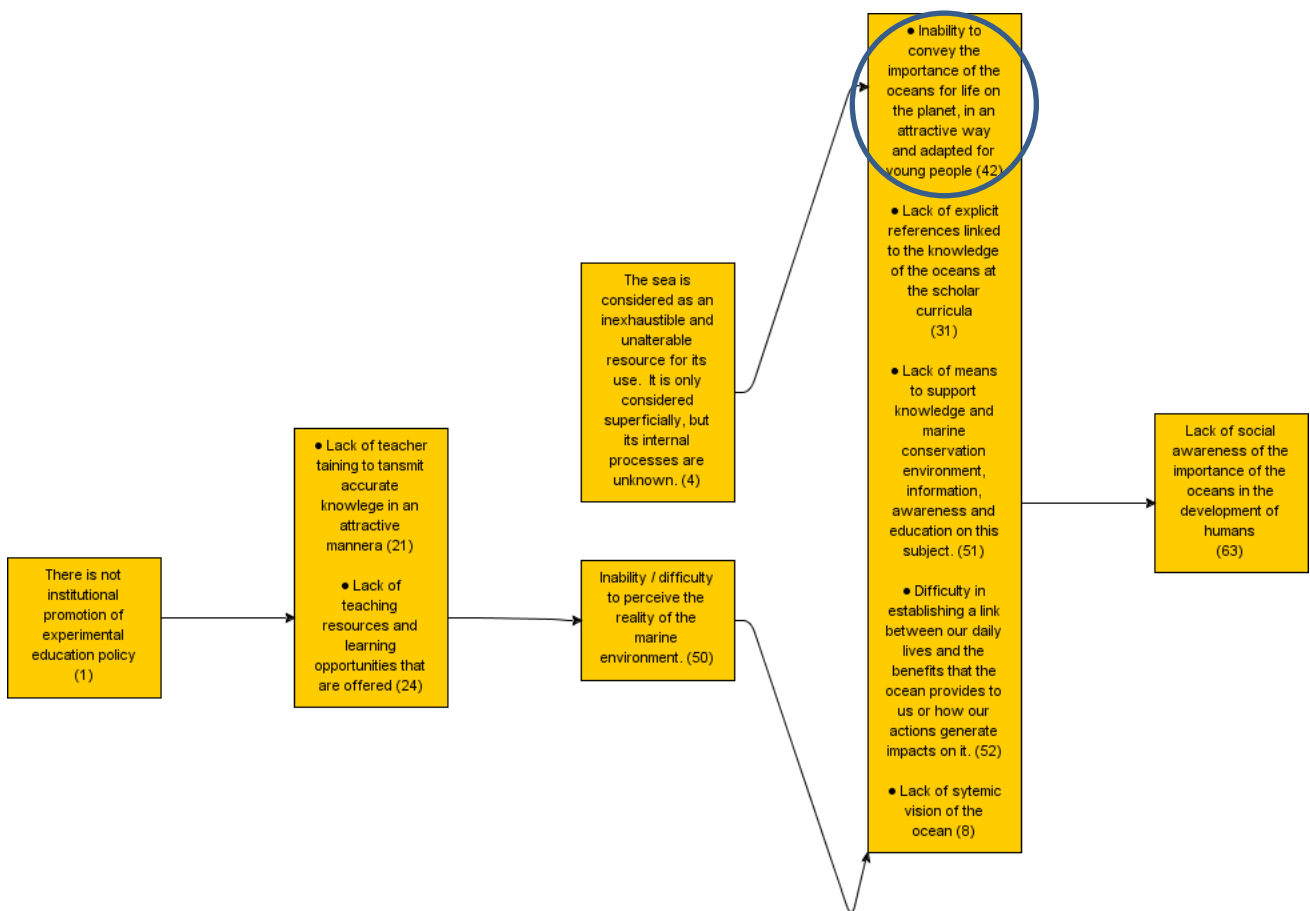 There is not
institutional
promotion of
experimental
education policy
(1)
● Lack of teacher
taining to tansmit
accurate
knowlege in an
attractive
mannera (21)
● Lack of
teaching
resources and
learning
opportunities that
are offered (24)
The sea is
considered as an
inexhaustible and
unalterable
resource for its
use. It is only
considered
superficially, but
its internal
processes are
unknown. (4)
Inability / difficulty
to perceive the
reality of the
marine
environment. (50)
● Inability to
convey the
importance of the
oceans for life on
the planet, in an
attractive way
and adapted for
young people (42)
● Lack of explicit
references linked
to the knowledge
of the oceans at
the scholar
curricula
(31)
● Lack of means
to support
knowledge and
marine
conservation
environment,
information,
awareness and
education on this
subject. (51)
● Difficulty in
establishing a link
between our daily
lives and the
benefits that the
ocean provides to
us or how our
actions generate
impacts on it. (52)
● Lack of sytemic
vision of the
ocean (8)
Lack of social
awareness of the
importance of the
oceans in the
development of
humans
(63)